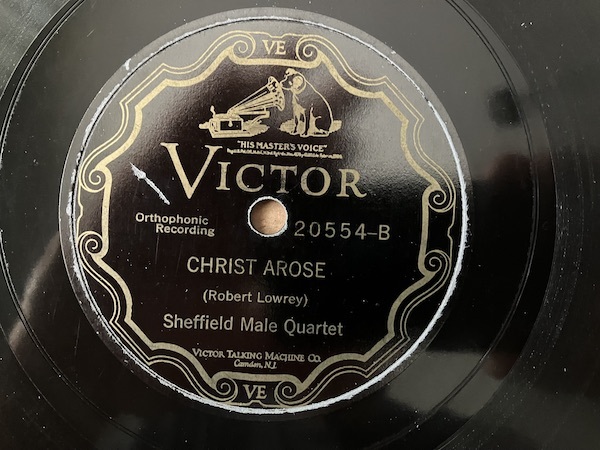 VE
"HIS MASTER'S VOICE"
VICTOR
Orthophonic
Recording
20554-B
CHRIST AROSE
(Robert Lowrey)
Sheffield Male Quartet
VICTOR TALKING MACHINE CO.
Camden, N.J.
VE